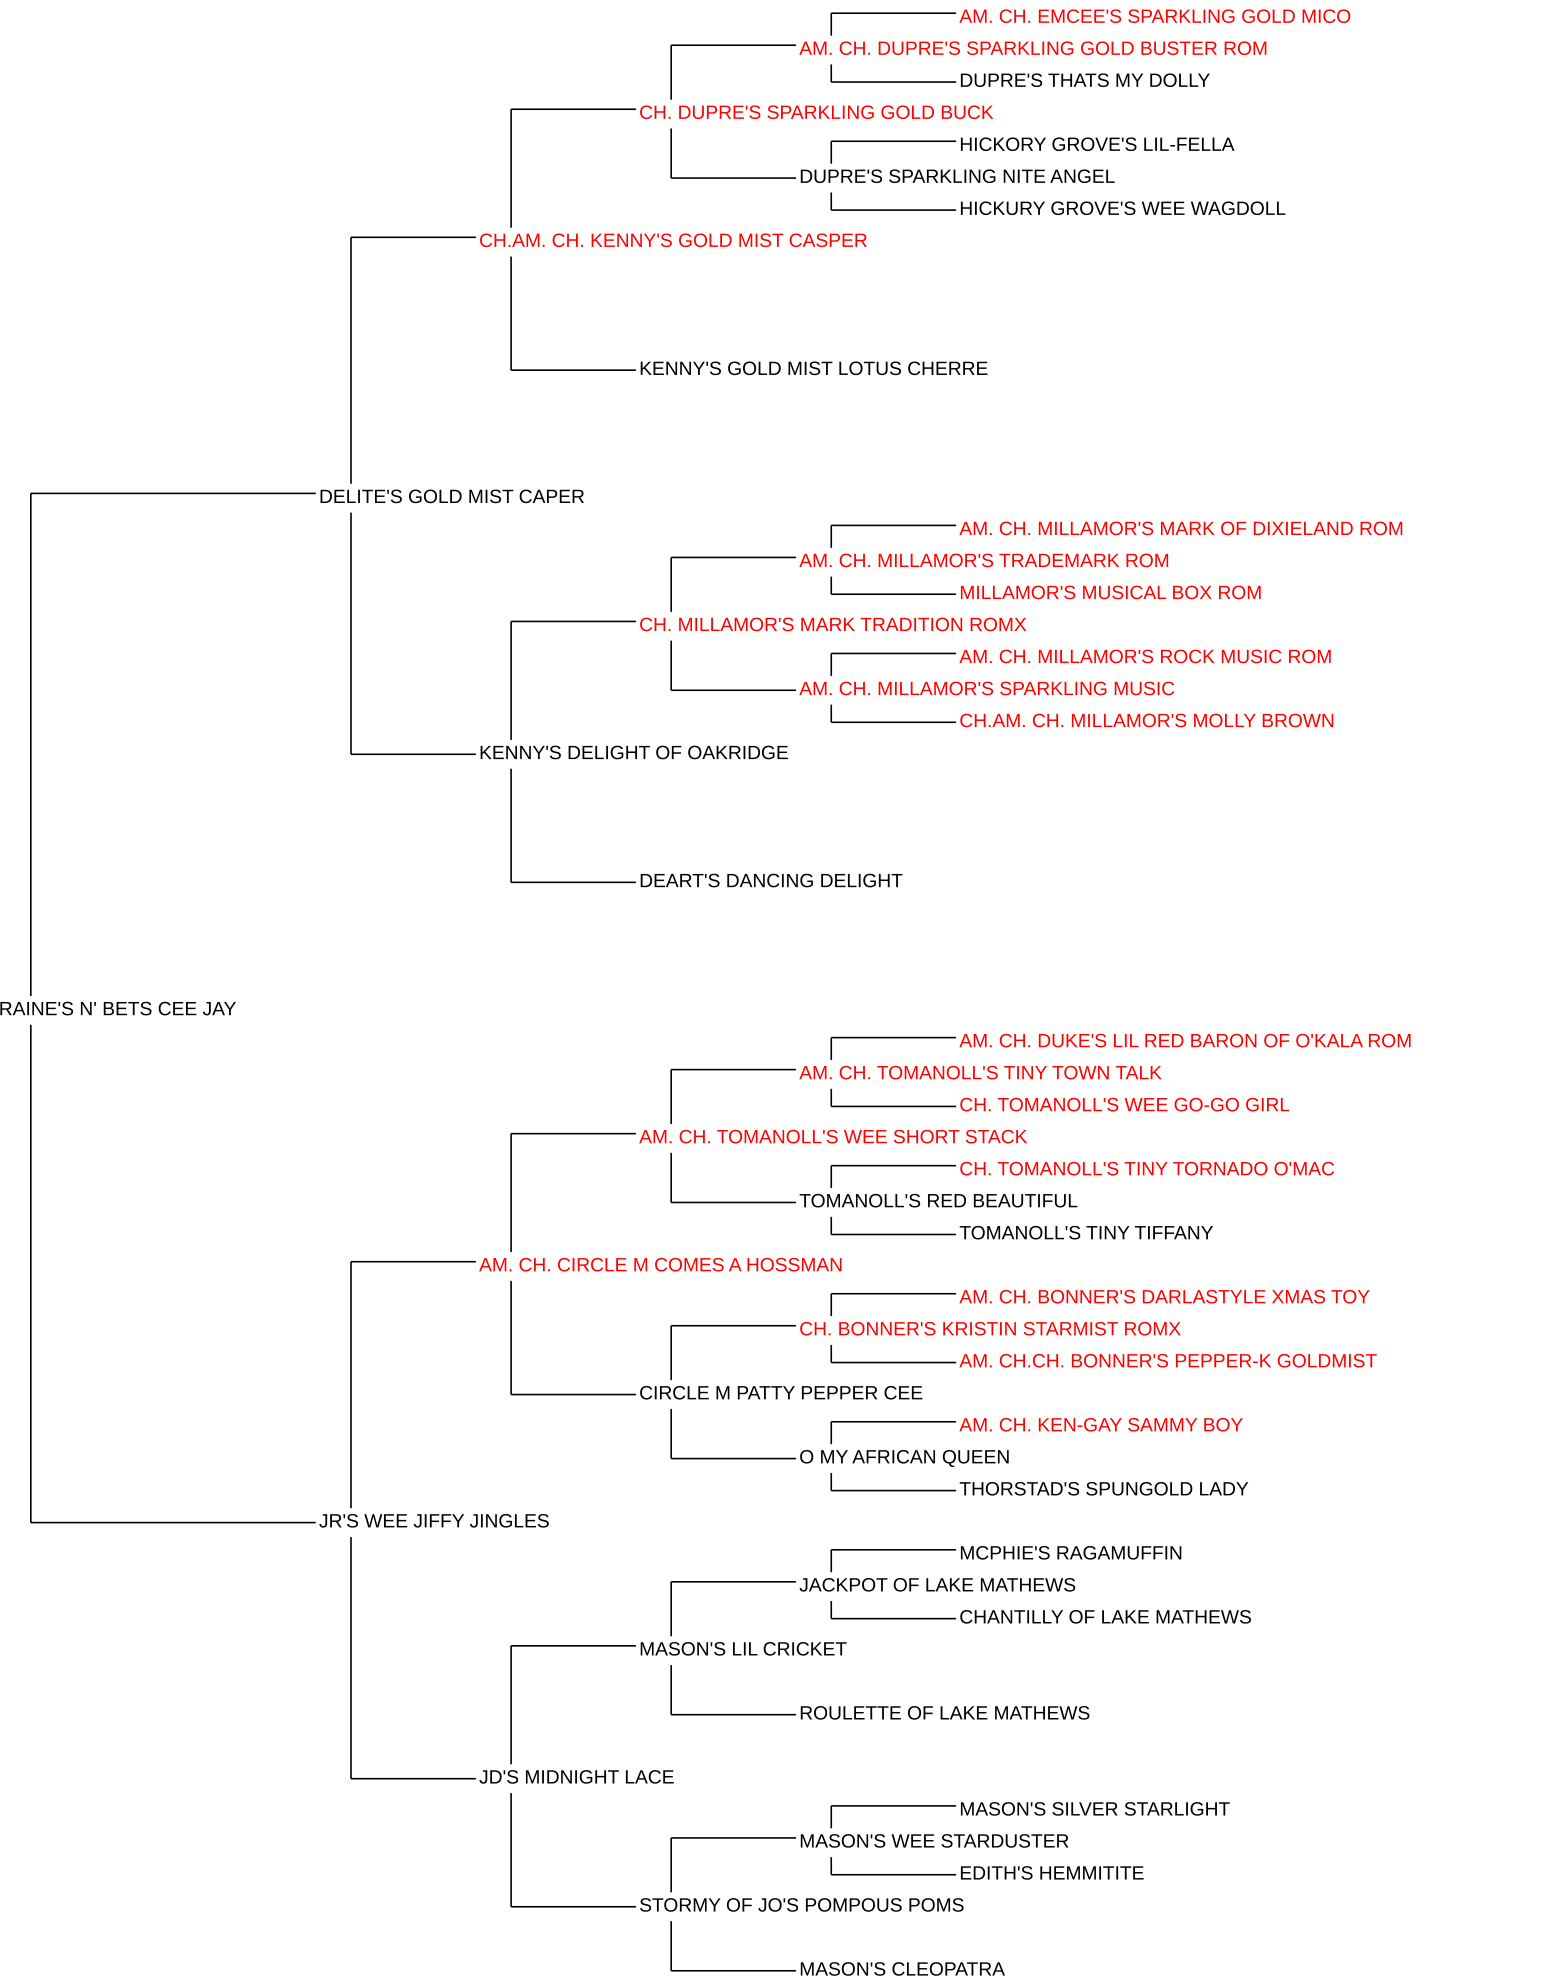 AM. CH. EMCEE'S SPARKLING GOLD MICO
AM. CH. DUPRE'S SPARKLING GOLD BUSTER ROM
DUPRE'S THATS MY DOLLY
CH. DUPRE'S SPARKLING GOLD BUCK
HICKORY GROVE'S LIL-FELLA
DUPRE'S SPARKLING NITE ANGEL
HICKURY GROVE'S WEE WAGDOLL
CH.AM. CH. KENNY'S GOLD MIST CASPER
KENNY'S GOLD MIST LOTUS CHERRE
DELITE'S GOLD MIST CAPER
AM. CH. MILLAMOR'S MARK OF DIXIELAND ROM
AM. CH. MILLAMOR'S TRADEMARK ROM
MILLAMOR'S MUSICAL BOX ROM
CH. MILLAMOR'S MARK TRADITION ROMX
AM. CH. MILLAMOR'S ROCK MUSIC ROM
AM. CH. MILLAMOR'S SPARKLING MUSIC
CH.AM. CH. MILLAMOR'S MOLLY BROWN
KENNY'S DELIGHT OF OAKRIDGE
DEART'S DANCING DELIGHT
RAINE'S N' BETS CEE JAY
AM. CH. DUKE'S LIL RED BARON OF O'KALA ROM
AM. CH. TOMANOLL'S TINY TOWN TALK
CH. TOMANOLL'S WEE GO-GO GIRL
AM. CH. TOMANOLL'S WEE SHORT STACK
CH. TOMANOLL'S TINY TORNADO O'MAC
TOMANOLL'S RED BEAUTIFUL
TOMANOLL'S TINY TIFFANY
AM. CH. CIRCLE M COMES A HOSSMAN
AM. CH. BONNER'S DARLASTYLE XMAS TOY
CH. BONNER'S KRISTIN STARMIST ROMX
AM. CH.CH. BONNER'S PEPPER-K GOLDMIST
CIRCLE M PATTY PEPPER CEE
AM. CH. KEN-GAY SAMMY BOY
O MY AFRICAN QUEEN
THORSTAD'S SPUNGOLD LADY
JR'S WEE JIFFY JINGLES
MCPHIE'S RAGAMUFFIN
JACKPOT OF LAKE MATHEWS
CHANTILLY OF LAKE MATHEWS
MASON'S LIL CRICKET
ROULETTE OF LAKE MATHEWS
JD'S MIDNIGHT LACE
MASON'S SILVER STARLIGHT
MASON'S WEE STARDUSTER
EDITH'S HEMMITITE
STORMY OF JO'S POMPOUS POMS
MASON'S CLEOPATRA